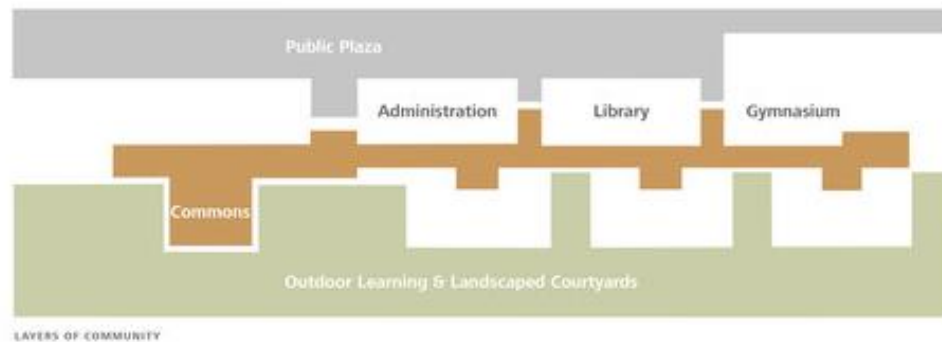 Public Plaza
Administration
Library
Gymnasium
Commons
Outdoor Learning & Landscaped Courtyards
LAYERS OF COMMUNITY